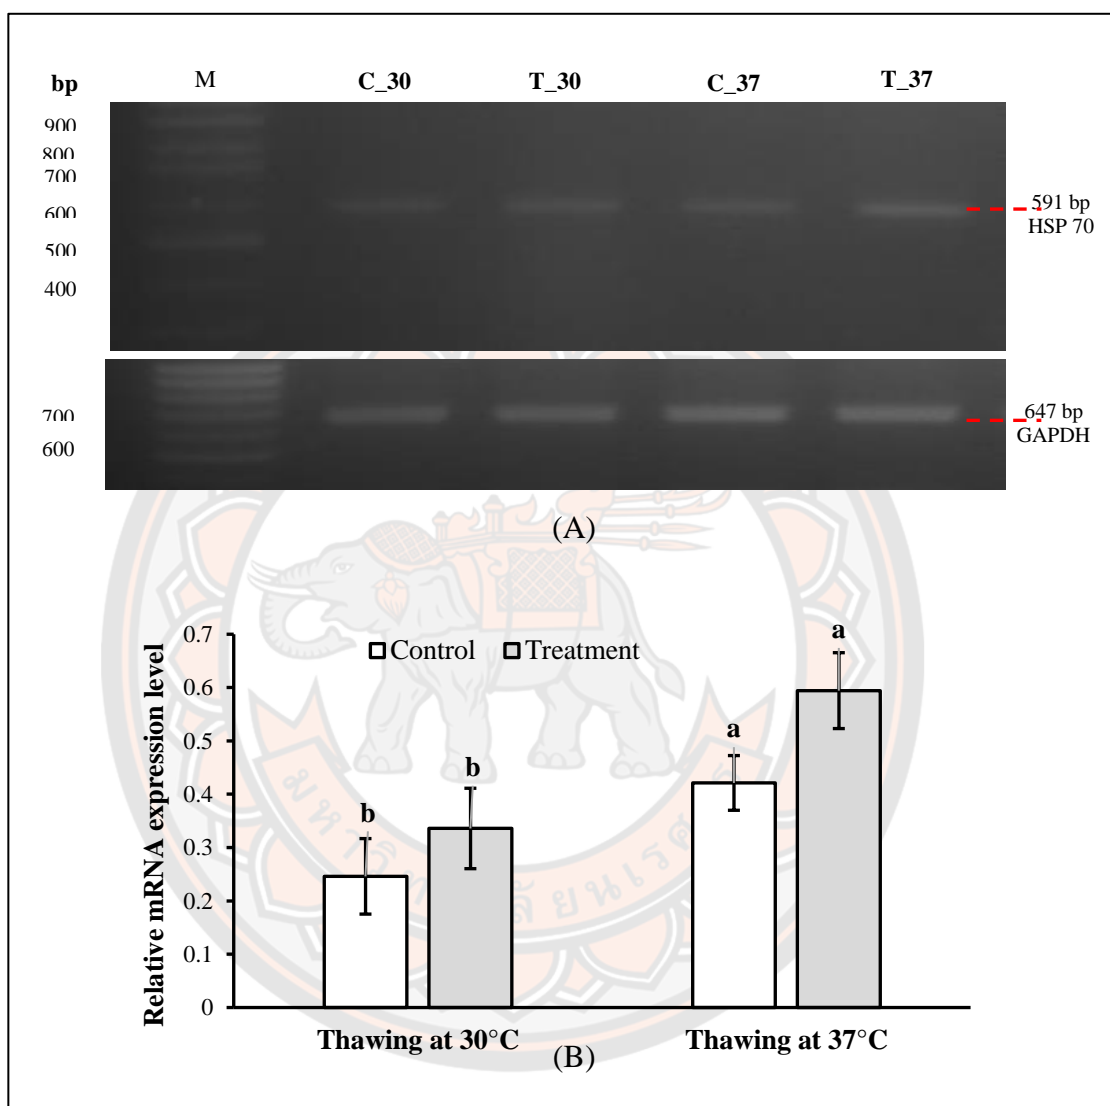 bp M C_30 T_30 C_37 T_37
900
800
700
600
500
400
591 bp
HSP 70
700
600
647 bp
GAPDH
(A)
Relative mRNA expression level
0.7
0.6
0.5
0.4
0.3
0.2
0.1
0
Control Treatment
b b a a
Thawing at 30°C Thawing at 37°C
(B)